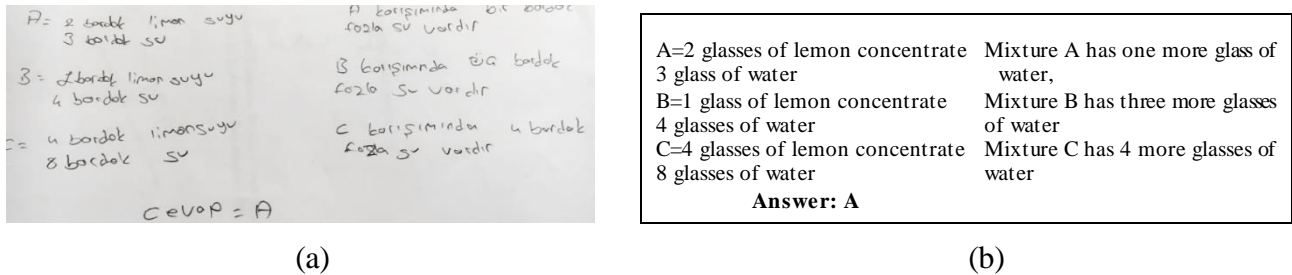 A= 2 bardak limon suyu
3 bardak su
A karışımında bir bardak
fazla su vardır
B= 1 bardak limon suyu
4 bardak su
B karışımnda üç bardak
fazla su vardır
C= 4 bardak limonsuyu
8 bardak su
C karışımında 4 bardak
fazla su vardır
Cevap = A
(a)
A=2 glasses of lemon concentrate
3 glass of water
B=1 glass of lemon concentrate
4 glasses of water
C=4 glasses of lemon concentrate
8 glasses of water
Mixture A has one more glass of
water,
Mixture B has three more glasses
of water
Mixture C has 4 more glasses of
water
Answer: A
(b)